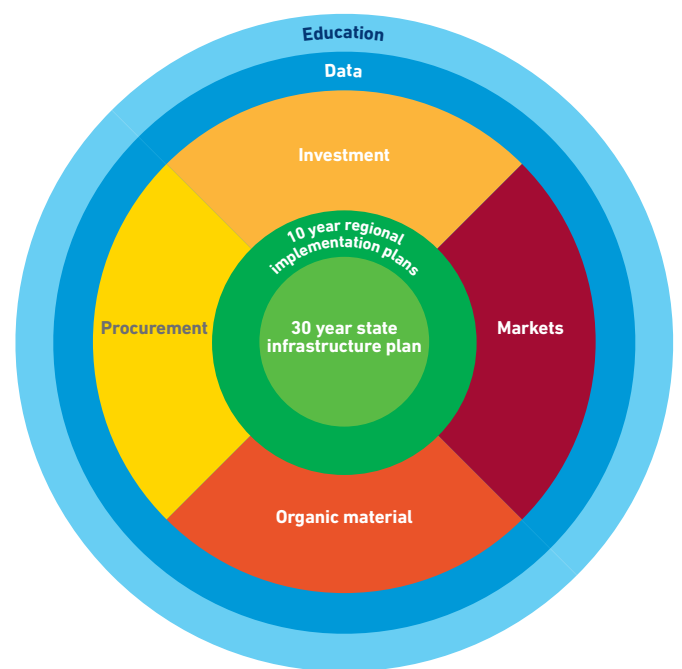 Education
Data
Investment
10 year regional
implementation plans
Procurement
30 year state
infrastructure plan
Markets
Organic material